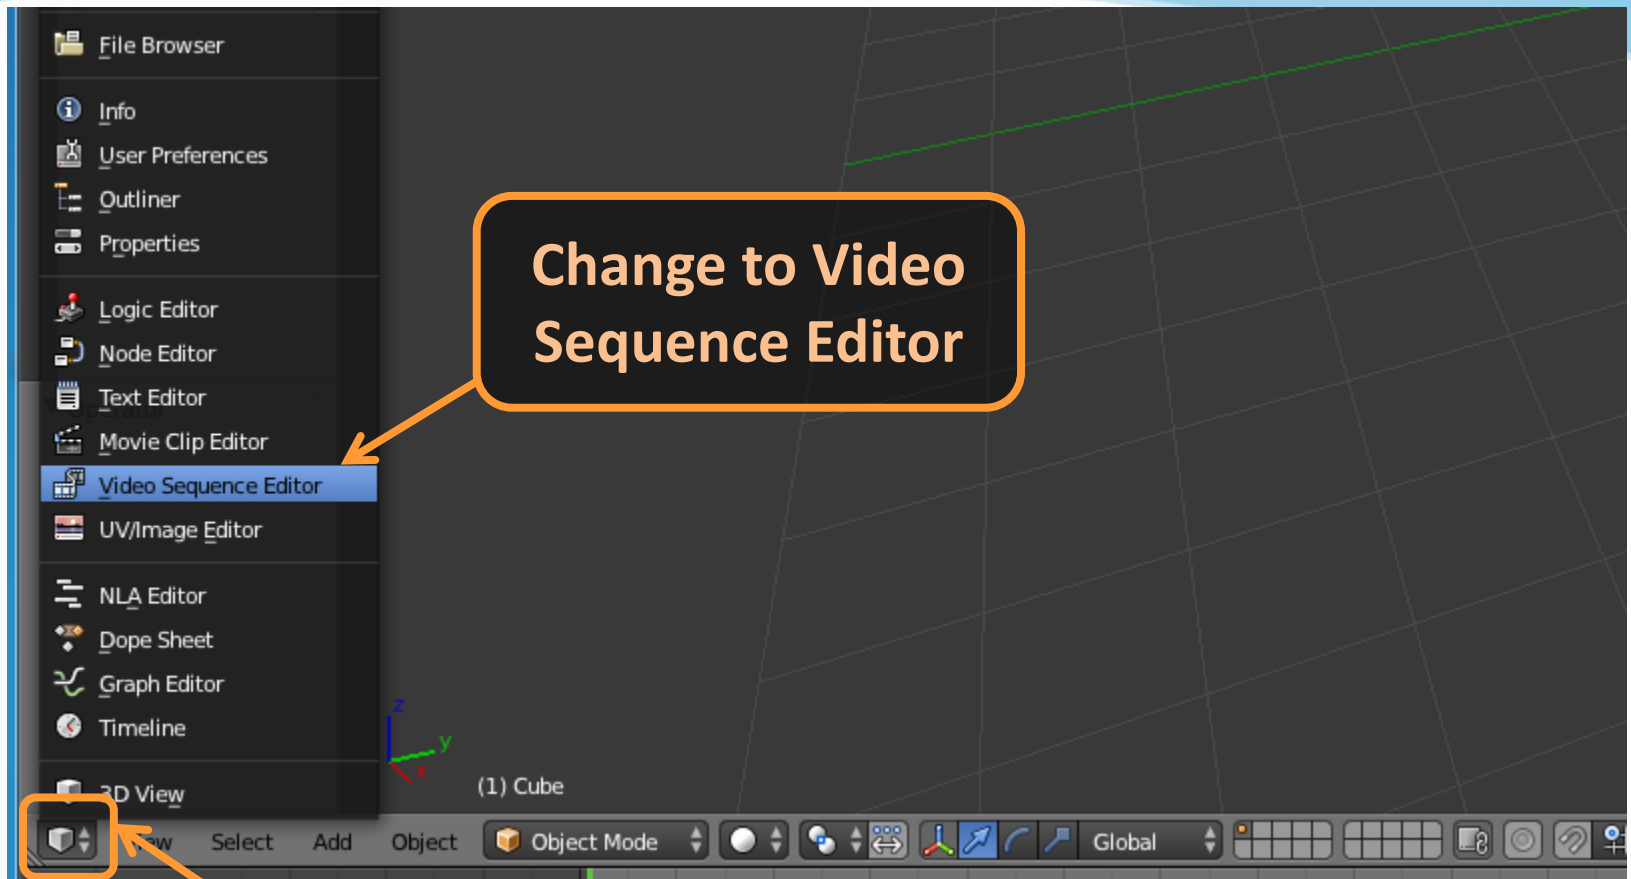 File Browser
Info
User Preferences
Outliner
Properties
Logic Editor
Node Editor
Text Editor
Movie Clip Editor
Video Sequence Editor
UV/Image Editor
NLA Editor
Dope Sheet
Graph Editor
Timeline
3D View
Change to Video
Sequence Editor
z
y
x
(1) Cube
Select Add Object Object Mode Global